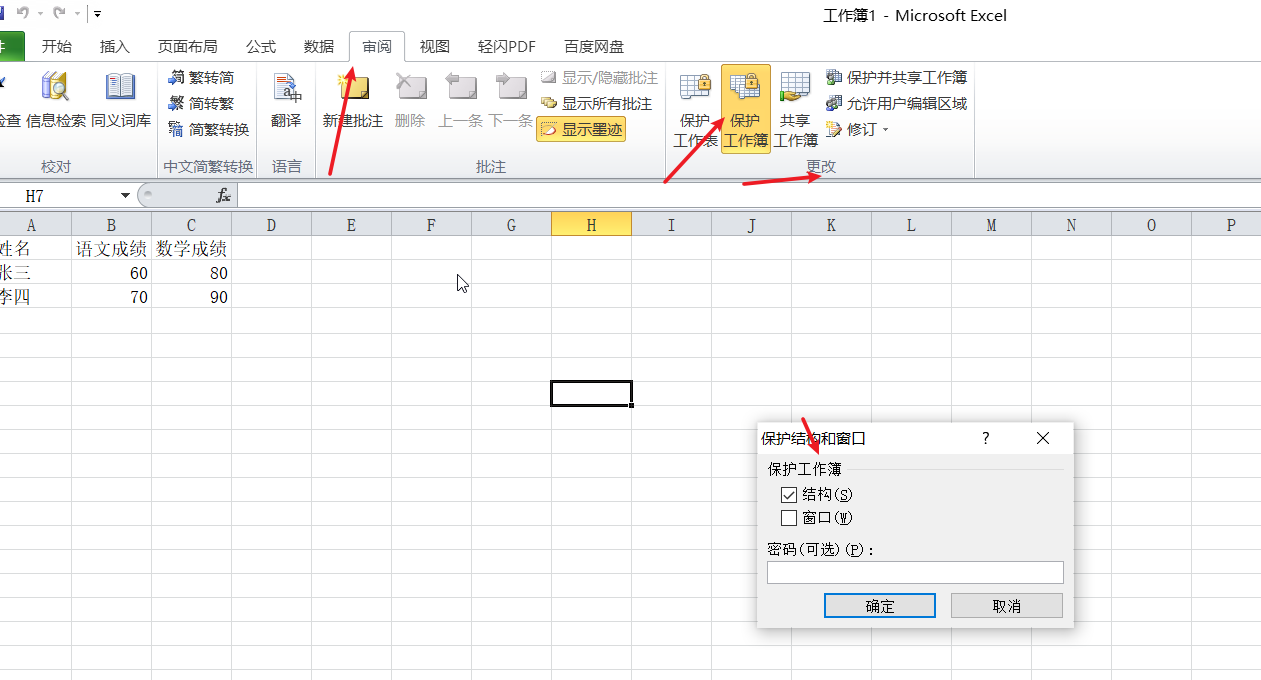 工作簿1 - Microsoft Excel
开始 插入 页面布局 公式 数据 审阅 视图 轻闪PDF 百度网盘
检查 信息检索 同义词库
校对
繁转简
简转繁
简繁转换
中文简繁转换
翻译
语言
新建批注 删除 上一条 下一条
显示/隐藏批注
显示所有批注
显示墨迹
批注
保护工作表
保护工作簿
共享工作簿
保护并共享工作簿
允许用户编辑区域
修订
更改
H7 fx
A B C D E F G H I J K L M N O P
姓名 语文成绩 数学成绩
张三 60 80
李四 70 90
保护结构和窗口 ?
保护工作簿
结构(S)
窗口(W)
密码(可选)(P):
确定 取消